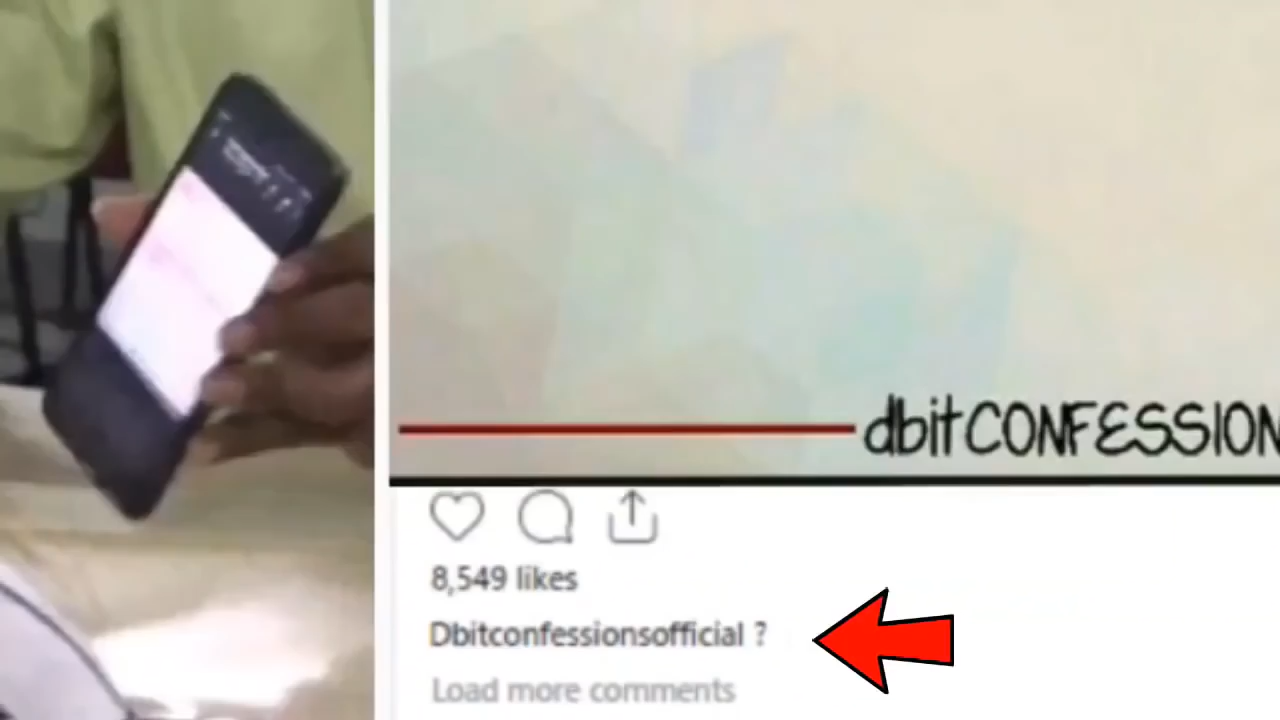 dbitCONFESSION
8,549 likes
Dbitconfessionsofficial ?
Load more comments